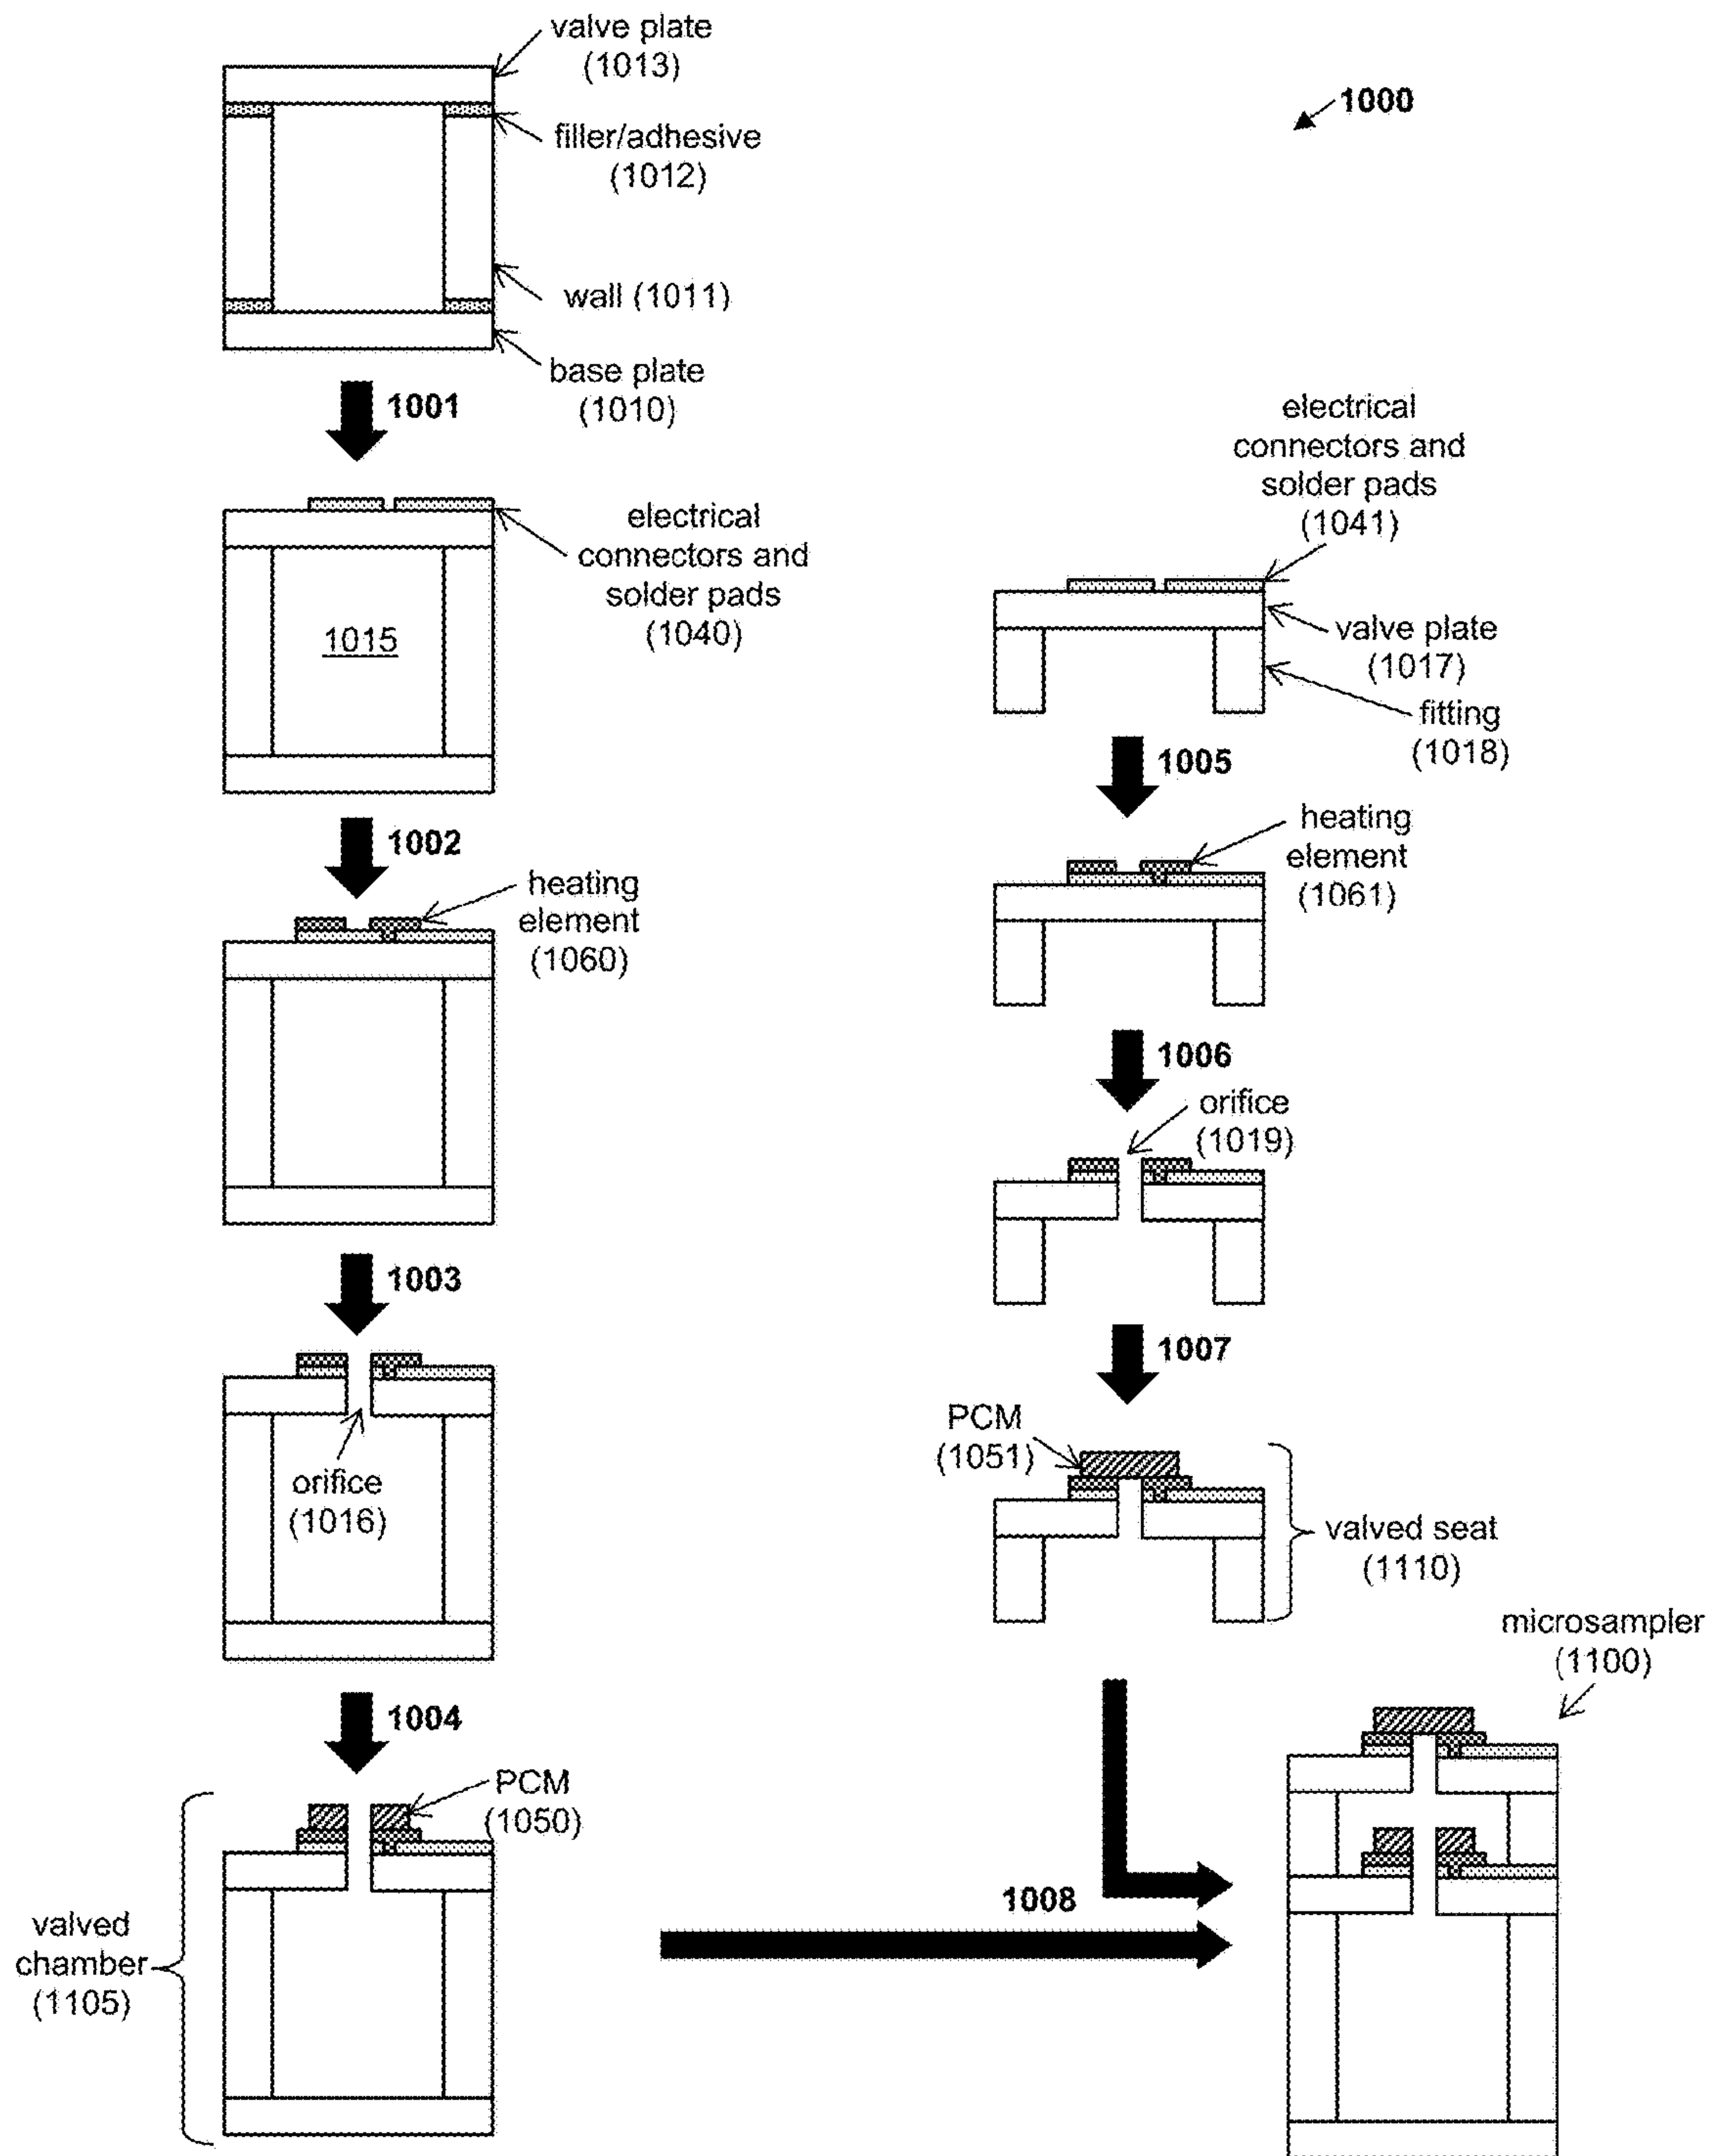 valve plate
(1013)
1000
filler/adhesive
(1012)
wall (1011)
base plate
(1010)
1001
electrical
connectors and
solder pads
(1040)
1015
1002
heating
element
(1060)
1003
orifice
(1016)
1004
PCM
(1050)
valved
chamber
(1105)
electrical
connectors and
solder pads
(1041)
valve plate
(1017)
fitting
(1018)
1005
heating
element
(1061)
1006
orifice
(1019)
1007
PCM
(1051)
valved seat
(1110)
microsampler
(1100)
1008